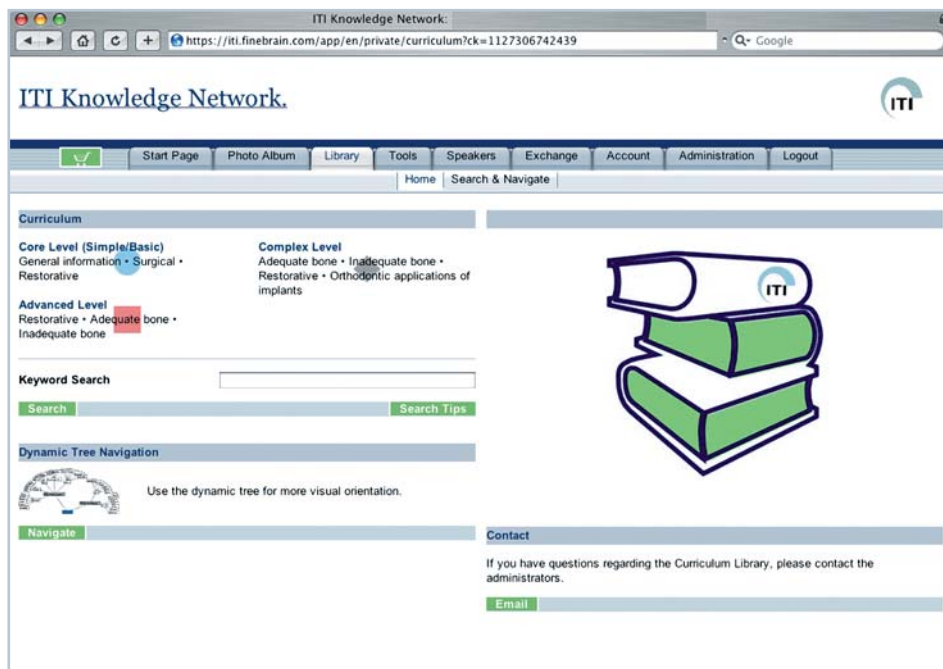 ITI Knowledge Network:
https://iti.finebrain.com/app/en/private/curriculum?ck=1127306742439
Google
ITI Knowledge Network.
ITI
Start Page Photo Album Library Tools Speakers Exchange Account Administration Logout
Home Search & Navigate
Curriculum
Core Level (Simple/Basic)
General information • Surgical •
Restorative
Advanced Level
Restorative • Adequate bone •
Inadequate bone
Complex Level
Adequate bone • Inadequate bone •
Restorative • Orthodontic applications of
implants
ITI
Keyword Search
Search Search Tips
Dynamic Tree Navigation
Use the dynamic tree for more visual orientation.
Navigate
Contact
If you have questions regarding the Curriculum Library, please contact the
administrators.
Email